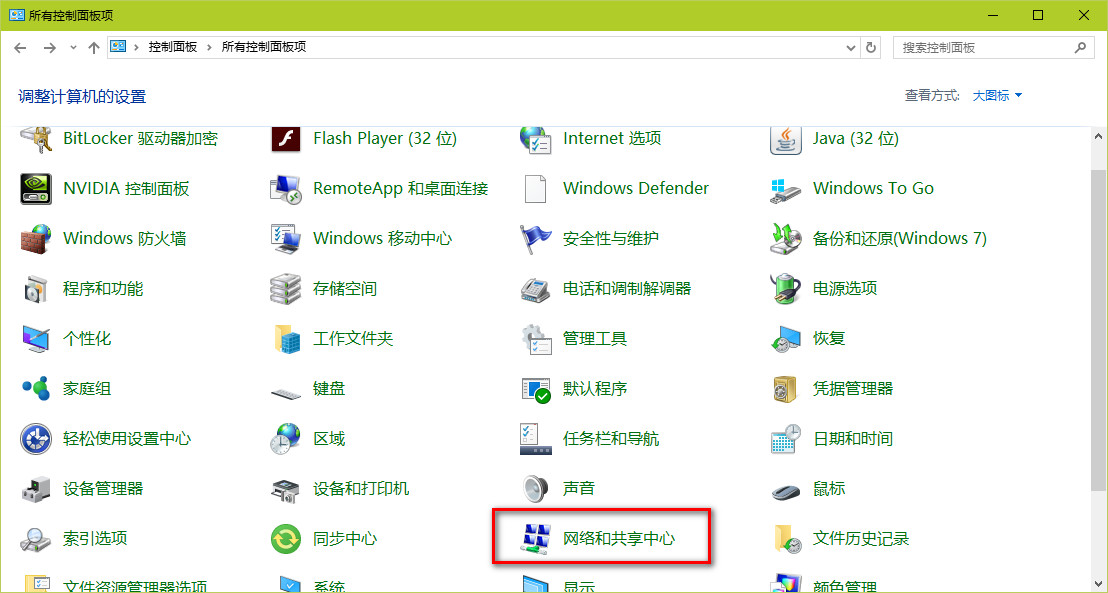 所有控制面板项
控制面板 所有控制面板项
搜索控制面板
调整计算机的设置
查看方式: 大图标
BitLocker 驱动器加密 Flash Player (32 位) Internet 选项 Java (32 位)
NVIDIA 控制面板 RemoteApp 和桌面连接 Windows Defender Windows To Go
Windows 防火墙 Windows 移动中心 安全性与维护 备份和还原(Windows 7)
程序和功能 存储空间 电话和调制解调器 电源选项
个性化 工作文件夹 管理工具 恢复
家庭组 键盘 默认程序 凭据管理器
轻松使用设置中心 区域 任务栏和导航 日期和时间
设备管理器 设备和打印机 声音 鼠标
索引选项 同步中心 网络和共享中心 文件历史记录
文件资源管理器选项 系统 显示 颜色管理